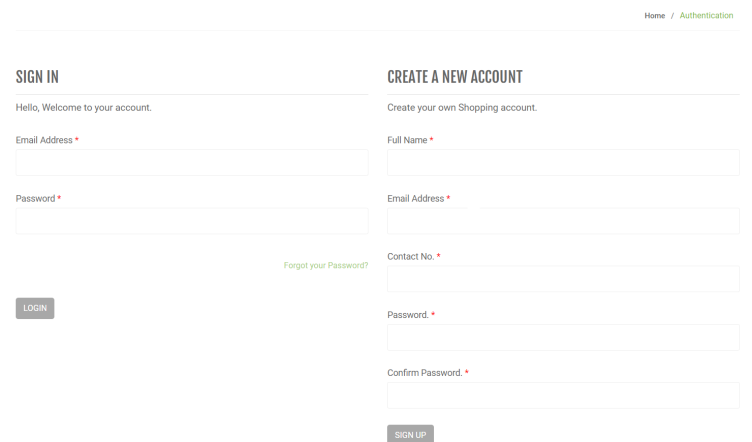 Home / Authentication
SIGN IN
Hello, Welcome to your account.
Email Address *
Password *
Forgot your Password?
LOGIN
CREATE A NEW ACCOUNT
Create your own Shopping account.
Full Name *
Email Address *
Contact No. *
Password. *
Confirm Password. *
SIGN UP